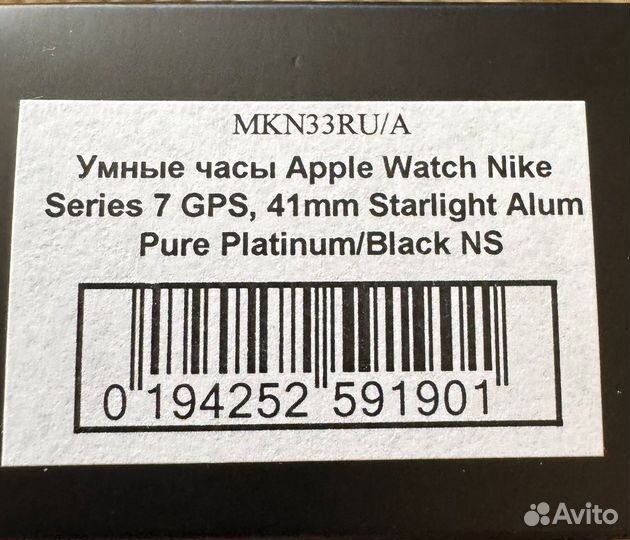 MKN33RU/A
Умные часы Apple Watch Nike
Series 7 GPS, 41mm Starlight Alum
Pure Platinum/Black NS
0 194252 591901
Avito